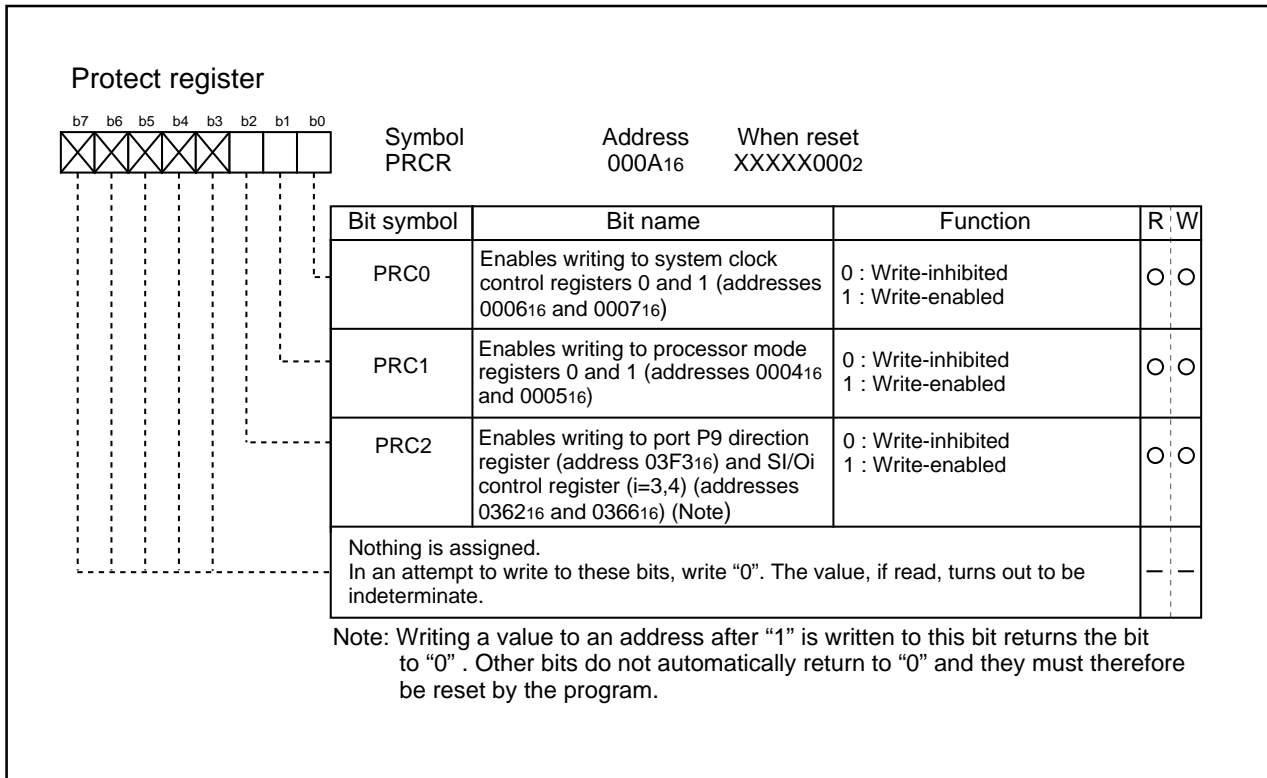 Protect register
b7 b6 b5 b4 b3 b2 b1 b0
Symbol Address When reset
PRCR 000A16 XXXXX0002
Bit symbol Bit name Function R W
PRC0
Enables writing to system clock
control registers 0 and 1 (addresses
000616 and 000716)
0 : Write-inhibited
1 : Write-enabled
PRC1
Enables writing to processor mode
registers 0 and 1 (addresses 000416
and 000516)
0 : Write-inhibited
1 : Write-enabled
PRC2
Enables writing to port P9 direction
register (address 03F316) and SI/Oi
control register (i=3,4) (addresses
036216 and 036616) (Note)
0 : Write-inhibited
1 : Write-enabled
Nothing is assigned.
In an attempt to write to these bits, write “0”. The value, if read, turns out to be
indeterminate.
Note: Writing a value to an address after “1” is written to this bit returns the bit
to “0” . Other bits do not automatically return to “0” and they must therefore
be reset by the program.